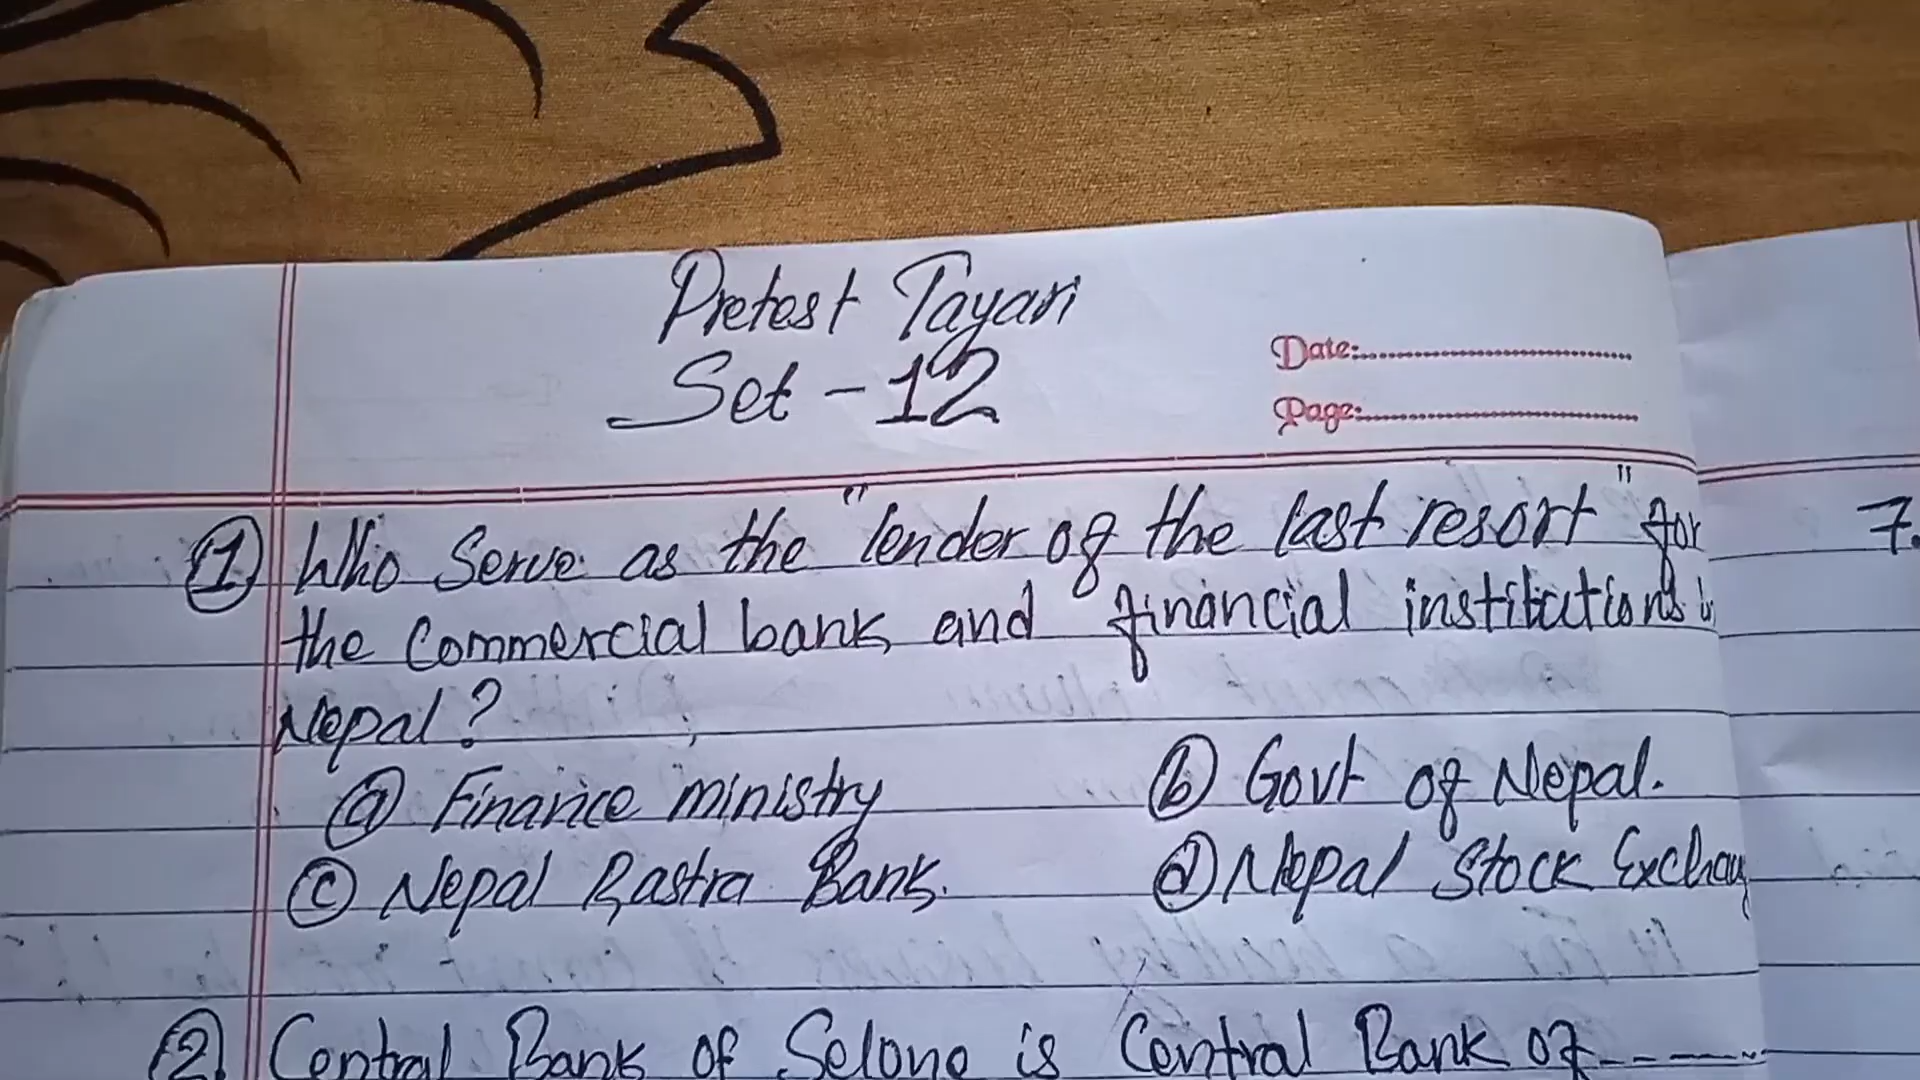 Pretest Tayari
Set - 12
Date:
Page:
① Who Serve as the "lender of the last resort" for
the Commercial bank and financial institutions in
Nepal?
ⓐ Finance ministry ⓑ Govt of Nepal.
ⓒ Nepal Rastra Bank. ⓓ Nepal Stock Exchang
② Central Bank of Selone is Central Bank of
7.